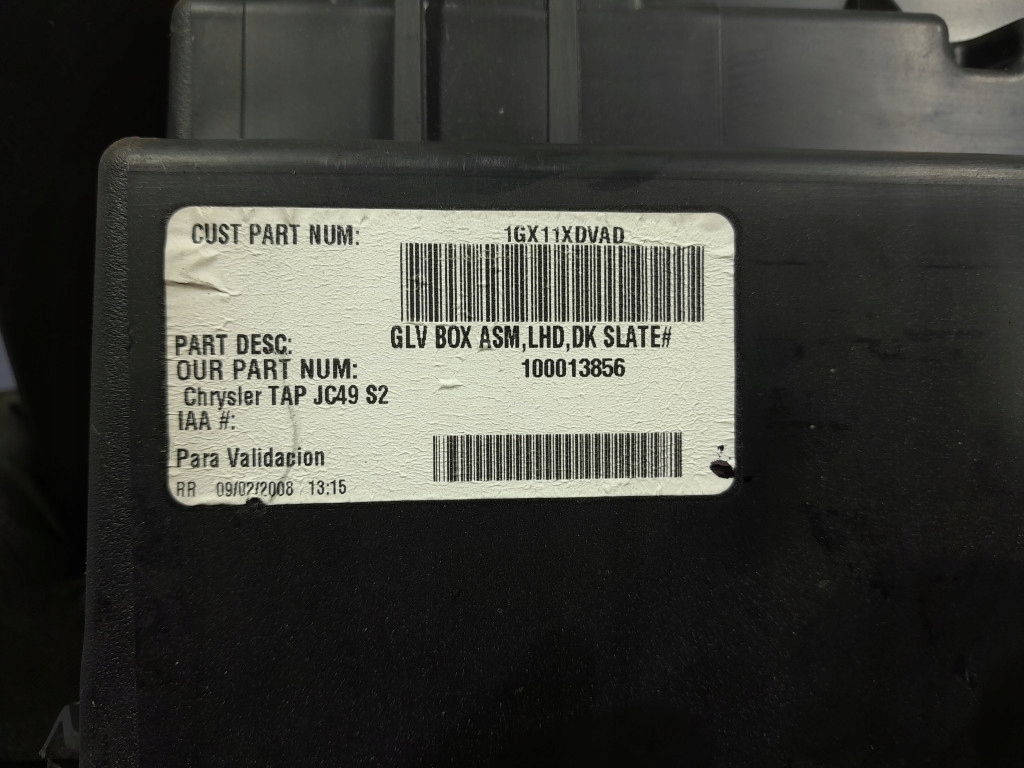 CUST PART NUM: 1GX11XDVAD
PART DESC: GLV BOX ASM,LHD,DK SLATE#
OUR PART NUM: 100013856
Chrysler TAP JC49 S2
IAA #:
Para Validacion
RR 09/02/2008 13:15